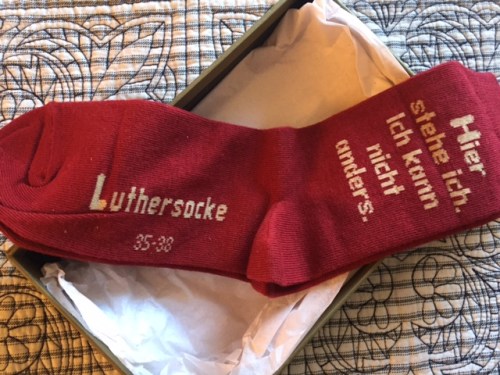 Luthersocke
35-38
Hier
stehe ich.
Ich kann
nicht
anders.